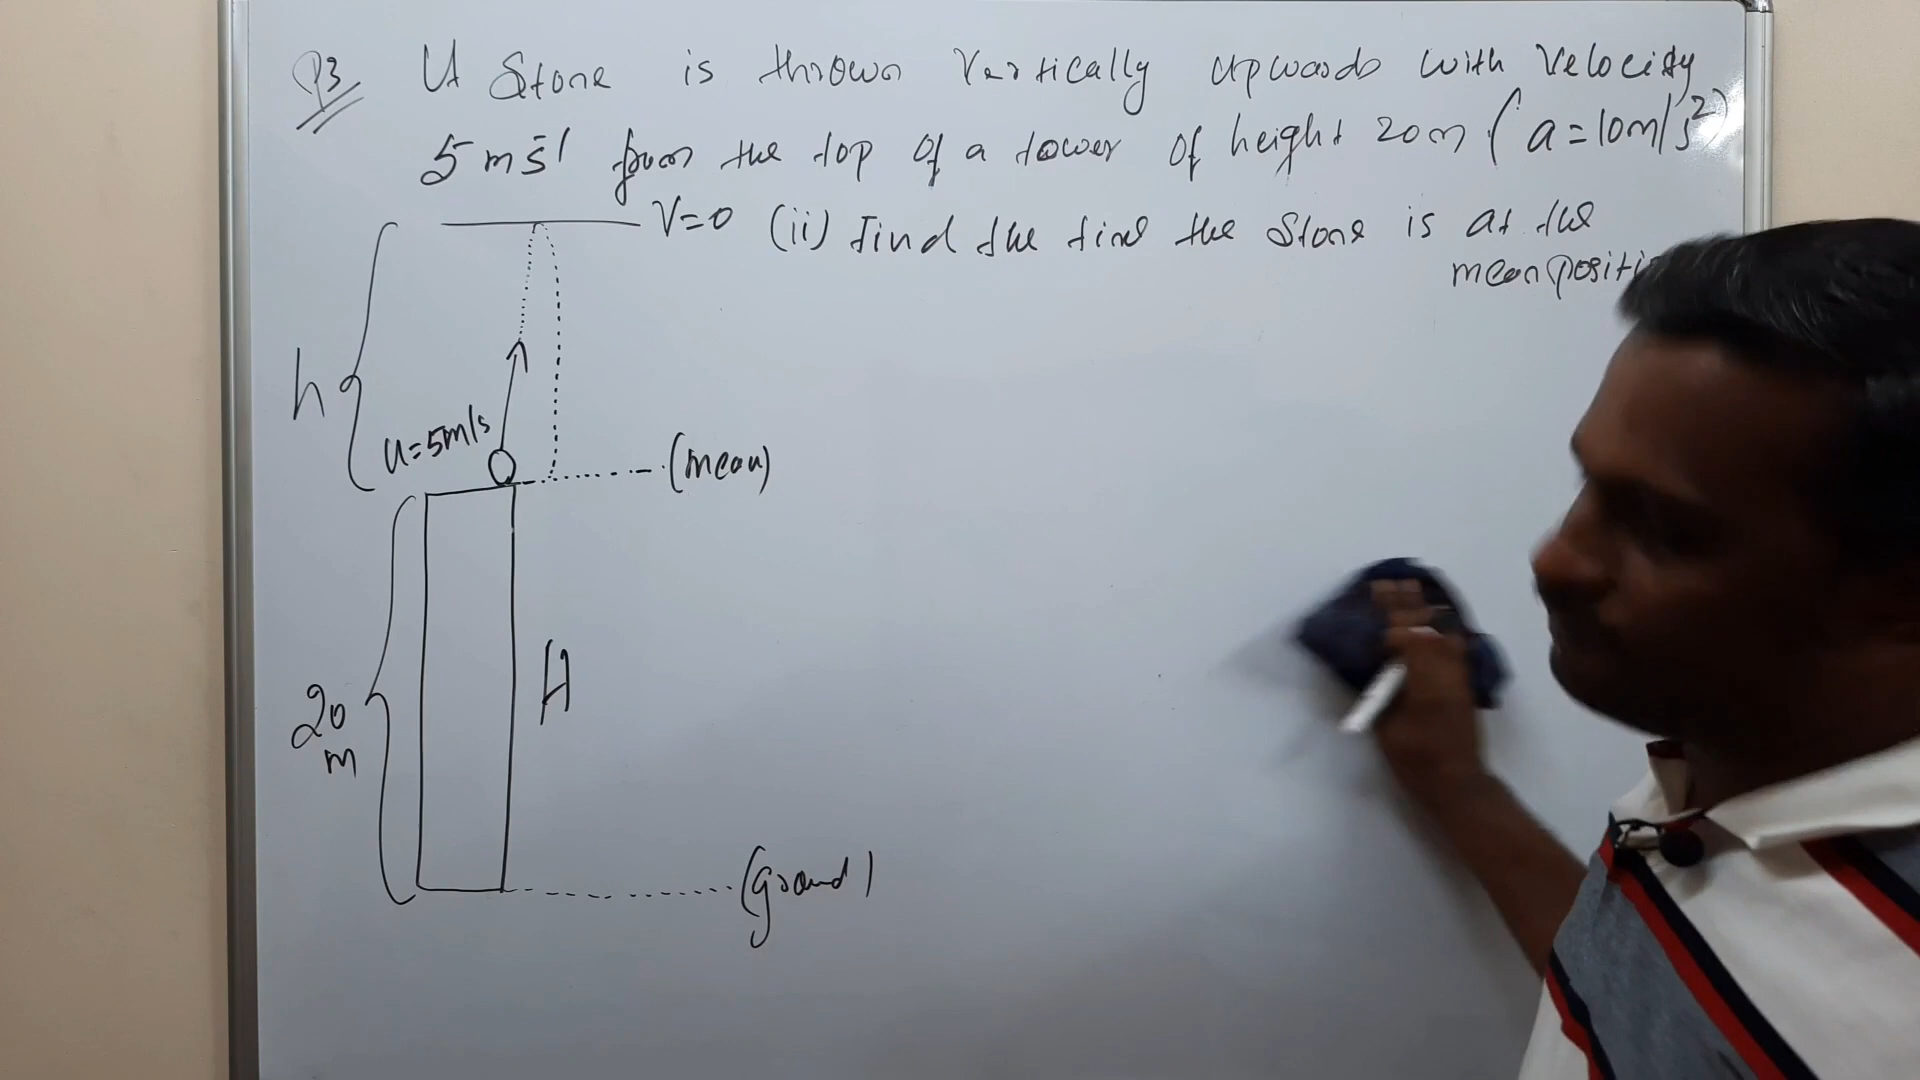 Q3 A Stone is thrown Vertically upwards with Velocity
5 ms⁻¹ from the top of a tower of height 20m (a=10m/s²)
V=0 (ii) Find the time the Stone is at the
mean positi
h
u=5m/s
(mean)
20
m
H
(ground)